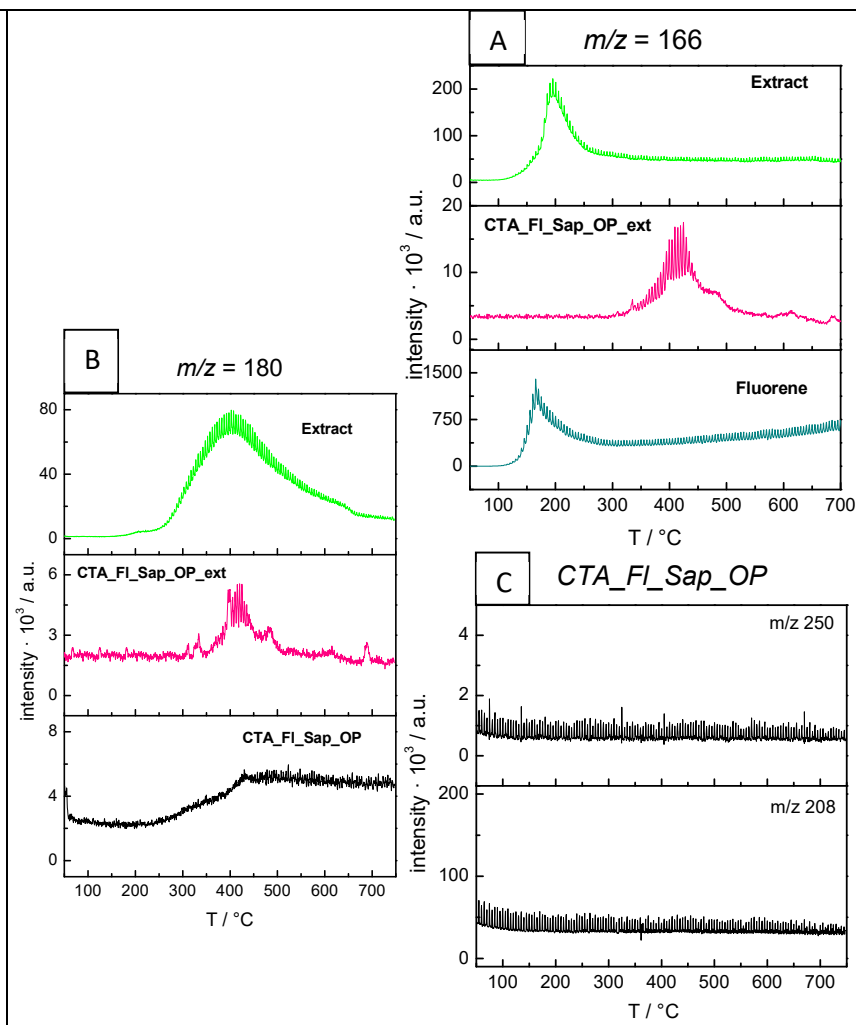 A
m/z = 166
Extract
200
100
0
20
CTA_Fl_Sap_OP_ext
10
0
1500
Fluorene
750
0
intensity · 10³ / a.u.
100 200 300 400 500 600 700
T / °C
B
m/z = 180
80
Extract
40
0
6
CTA_Fl_Sap_OP_ext
3
0
8
CTA_Fl_Sap_OP
4
0
intensity · 10³ / a.u.
100 200 300 400 500 600 700
T / °C
C
CTA_Fl_Sap_OP
m/z 250
4
2
0
200
m/z 208
100
0
intensity · 10³ / a.u.
100 200 300 400 500 600 700
T / °C